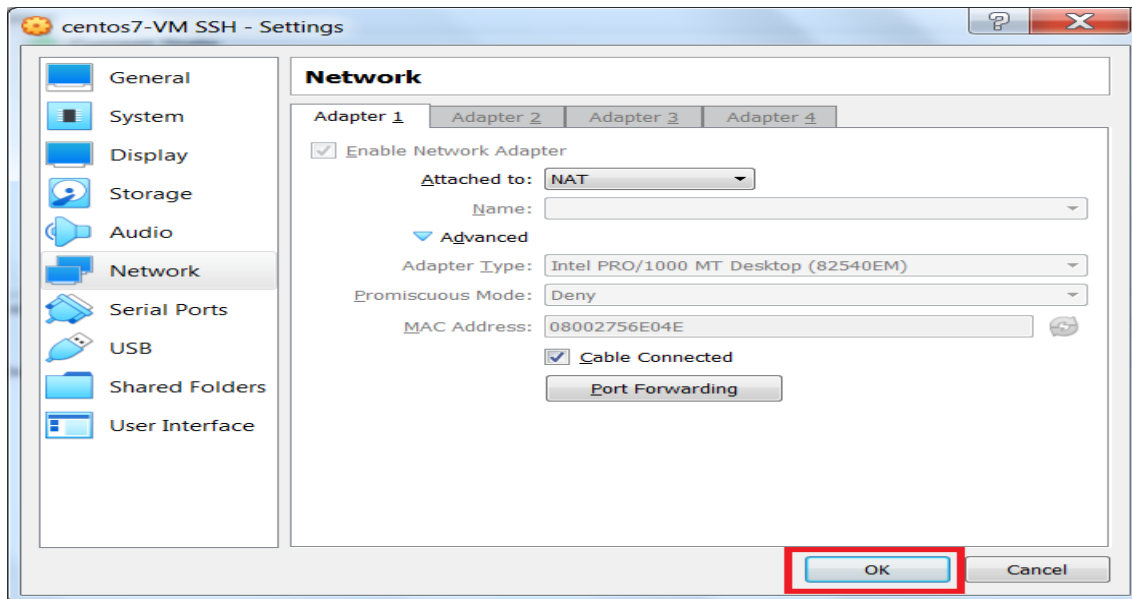 centos7-VM SSH - Settings
General
System
Display
Storage
Audio
Network
Serial Ports
USB
Shared Folders
User Interface
Network
Adapter 1 Adapter 2 Adapter 3 Adapter 4
Enable Network Adapter
Attached to: NAT
Name:
Advanced
Adapter Type: Intel PRO/1000 MT Desktop (82540EM)
Promiscuous Mode: Deny
MAC Address: 08002756E04E
Cable Connected
Port Forwarding
OK Cancel